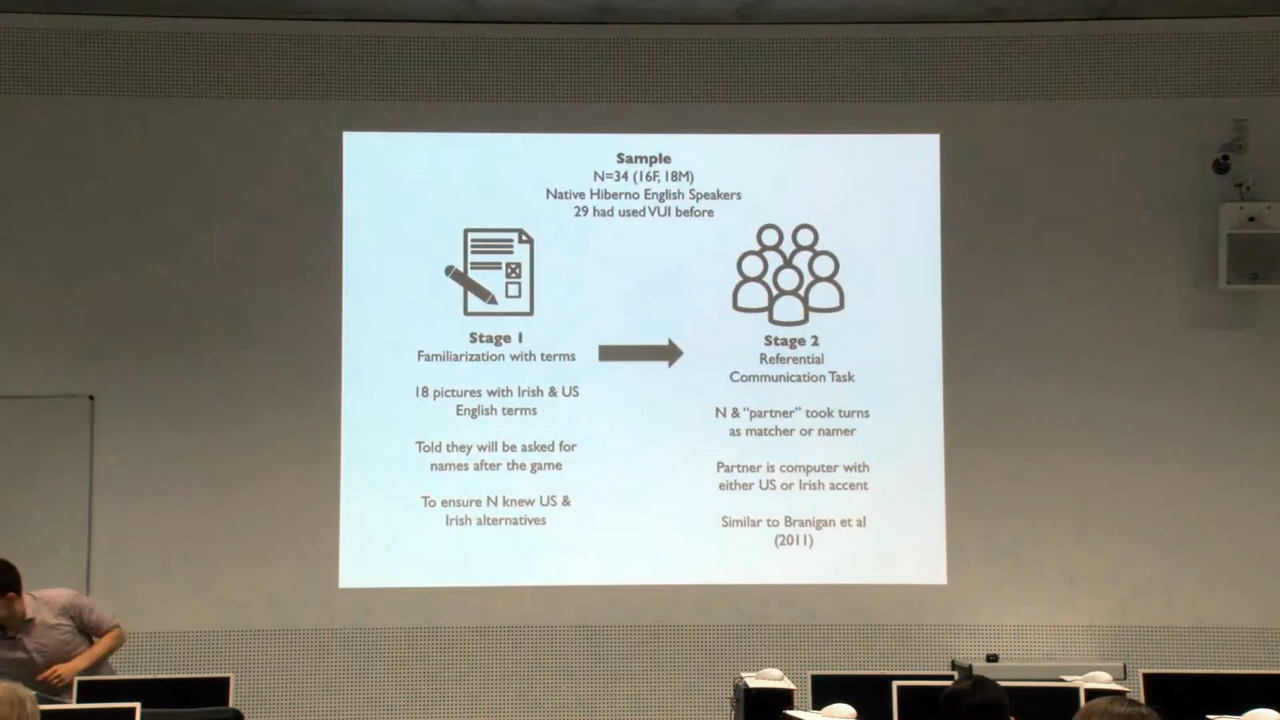 Sample
N=34 (16F, 18M)
Native Hiberno English Speakers
29 had used VUI before
Stage 1
Familiarization with terms
18 pictures with Irish & US
English terms
Told they will be asked for
names after the game
To ensure N knew US &
Irish alternatives
Stage 2
Referential
Communication Task
N & “partner” took turns
as matcher or namer
Partner is computer with
either US or Irish accent
Similar to Branigan et al
(2011)